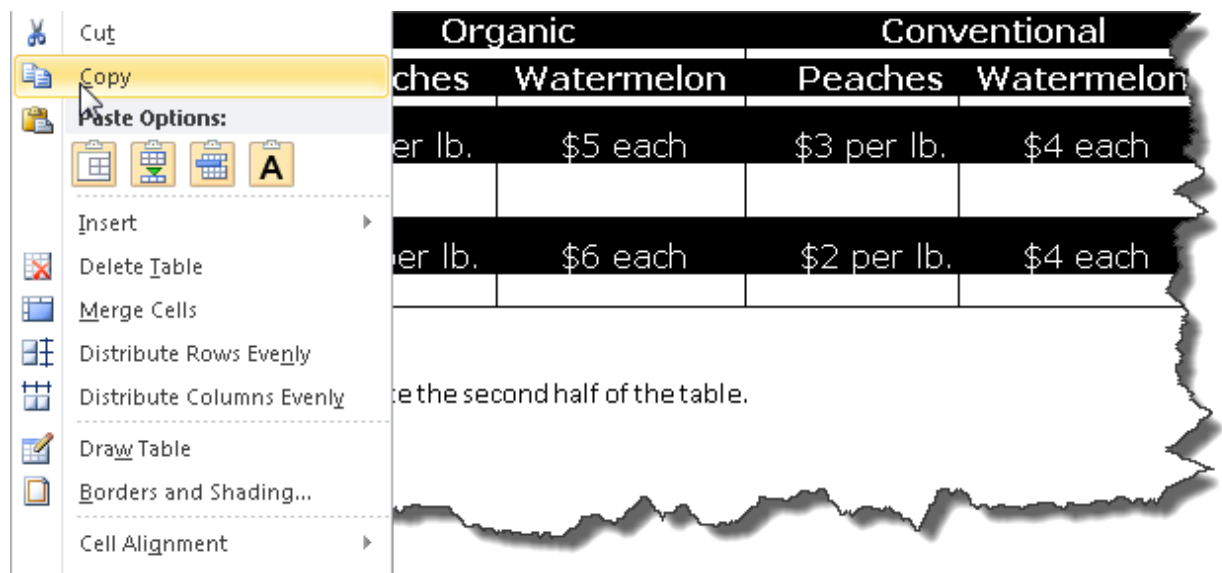 Cut
Copy
Paste Options:
A
Insert
Delete Table
Merge Cells
Distribute Rows Evenly
Distribute Columns Evenly
Draw Table
Borders and Shading...
Cell Alignment
Organic Conventional
ches Watermelon Peaches Watermelon
er lb. $5 each $3 per lb. $4 each
er lb. $6 each $2 per lb. $4 each
te the second half of the table.